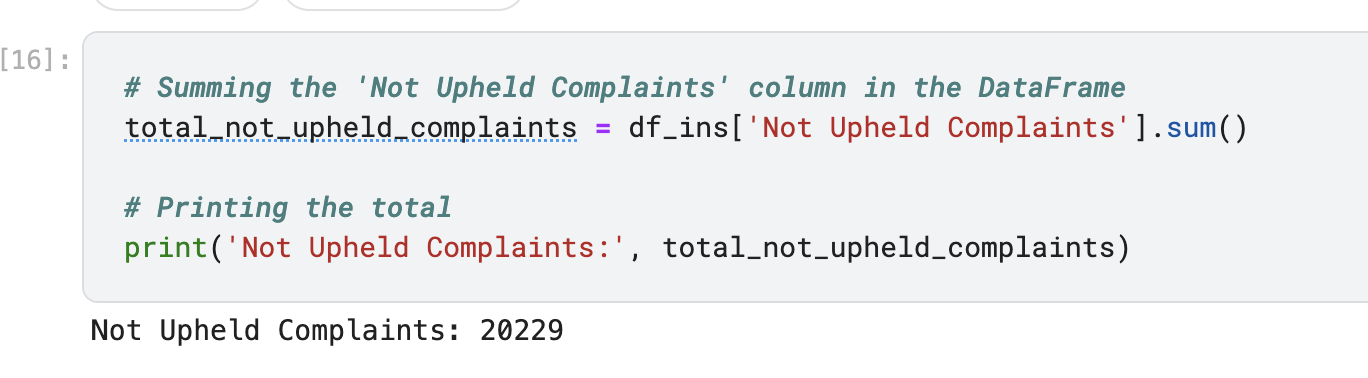 [16]:
# Summing the 'Not Upheld Complaints' column in the DataFrame
total_not_upheld_complaints = df_ins['Not Upheld Complaints'].sum()
# Printing the total
print('Not Upheld Complaints:', total_not_upheld_complaints)
Not Upheld Complaints: 20229